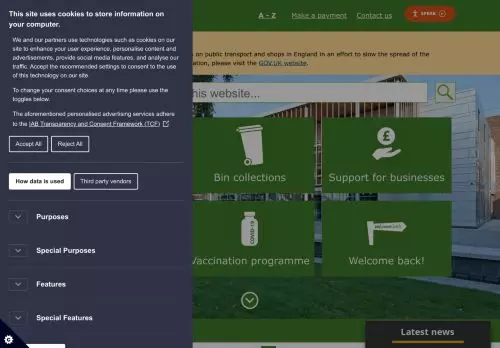 This site uses cookies to store information on
your computer.
We and our partners use technologies such as cookies on our
site to enhance your user experience, personalise content and
advertisements, provide social media features, and analyse our
traffic. Accept the recommended settings to consent to the use
of this technology on our site.
To change your consent choices at any time please use the
toggles below.
The aforementioned personalised advertising services adhere
to the IAB Transparency and Consent Framework (TCF)
Accept All Reject All
How data is used Third party vendors
Purposes
Special Purposes
Features
Special Features
A - Z Make a payment Contact us SPEAK
on public transport and shops in England in an effort to slow the spread of the
please visit the GOV.UK website.
this website...
Bin collections
Support for businesses
COVID-19
Vaccination programme
Welcome back!
Latest news